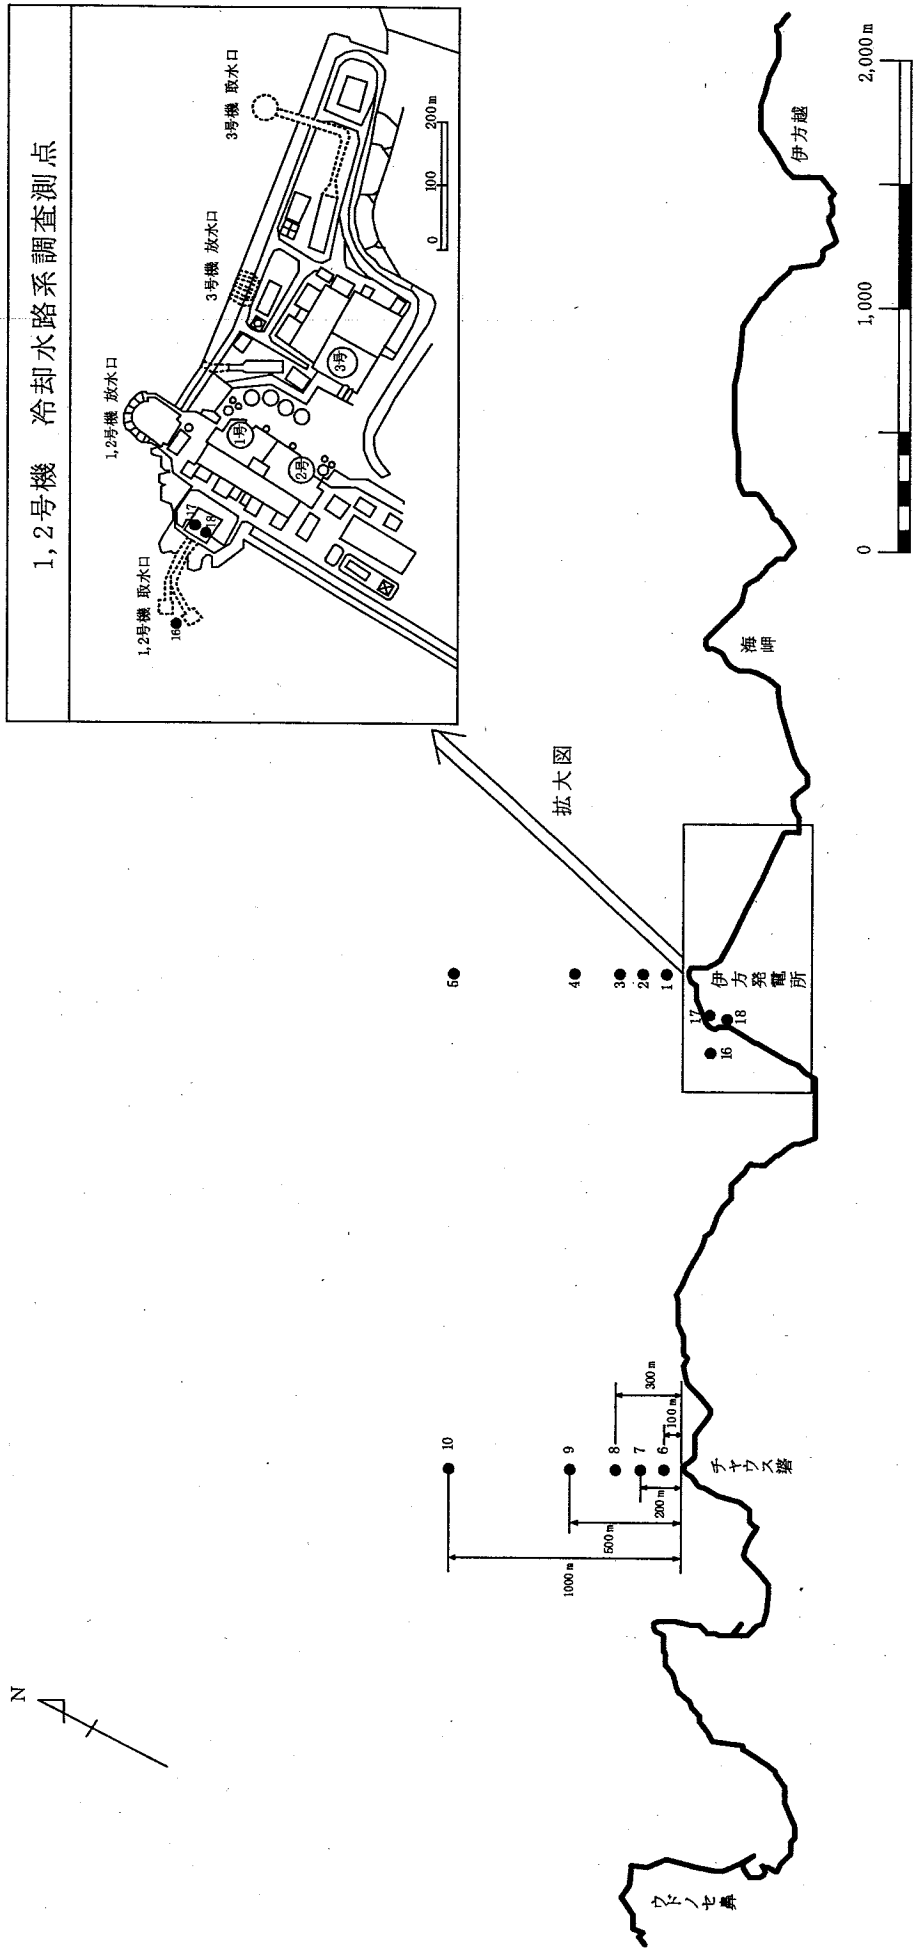 1, 2号機 冷却水路系調査測点
1,2号機 取水口
1,2号機 放水口
3号機 放水口
3号機 取水口
16
17
18
1号
2号
3号
0 100 200m
N
拡大図
10
9
8
7
6
1000m
500m
200m
100m
300m
5
4
3
2
1
17
18
16
ウドノセ鼻
チヤウス礁
伊方発電所
海岬
伊方越
0 1,000 2,000m